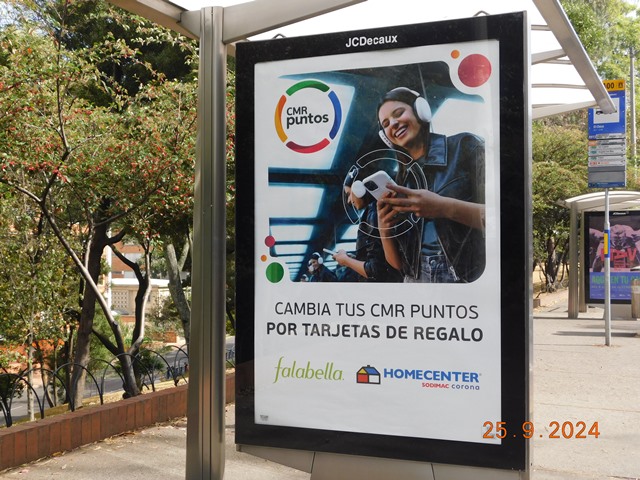 JCDecaux
CMR
puntos
CAMBIA TUS CMR PUNTOS
POR TARJETAS DE REGALO
falabella.
HOMECENTER
SODIMAC corona
25.9.2024